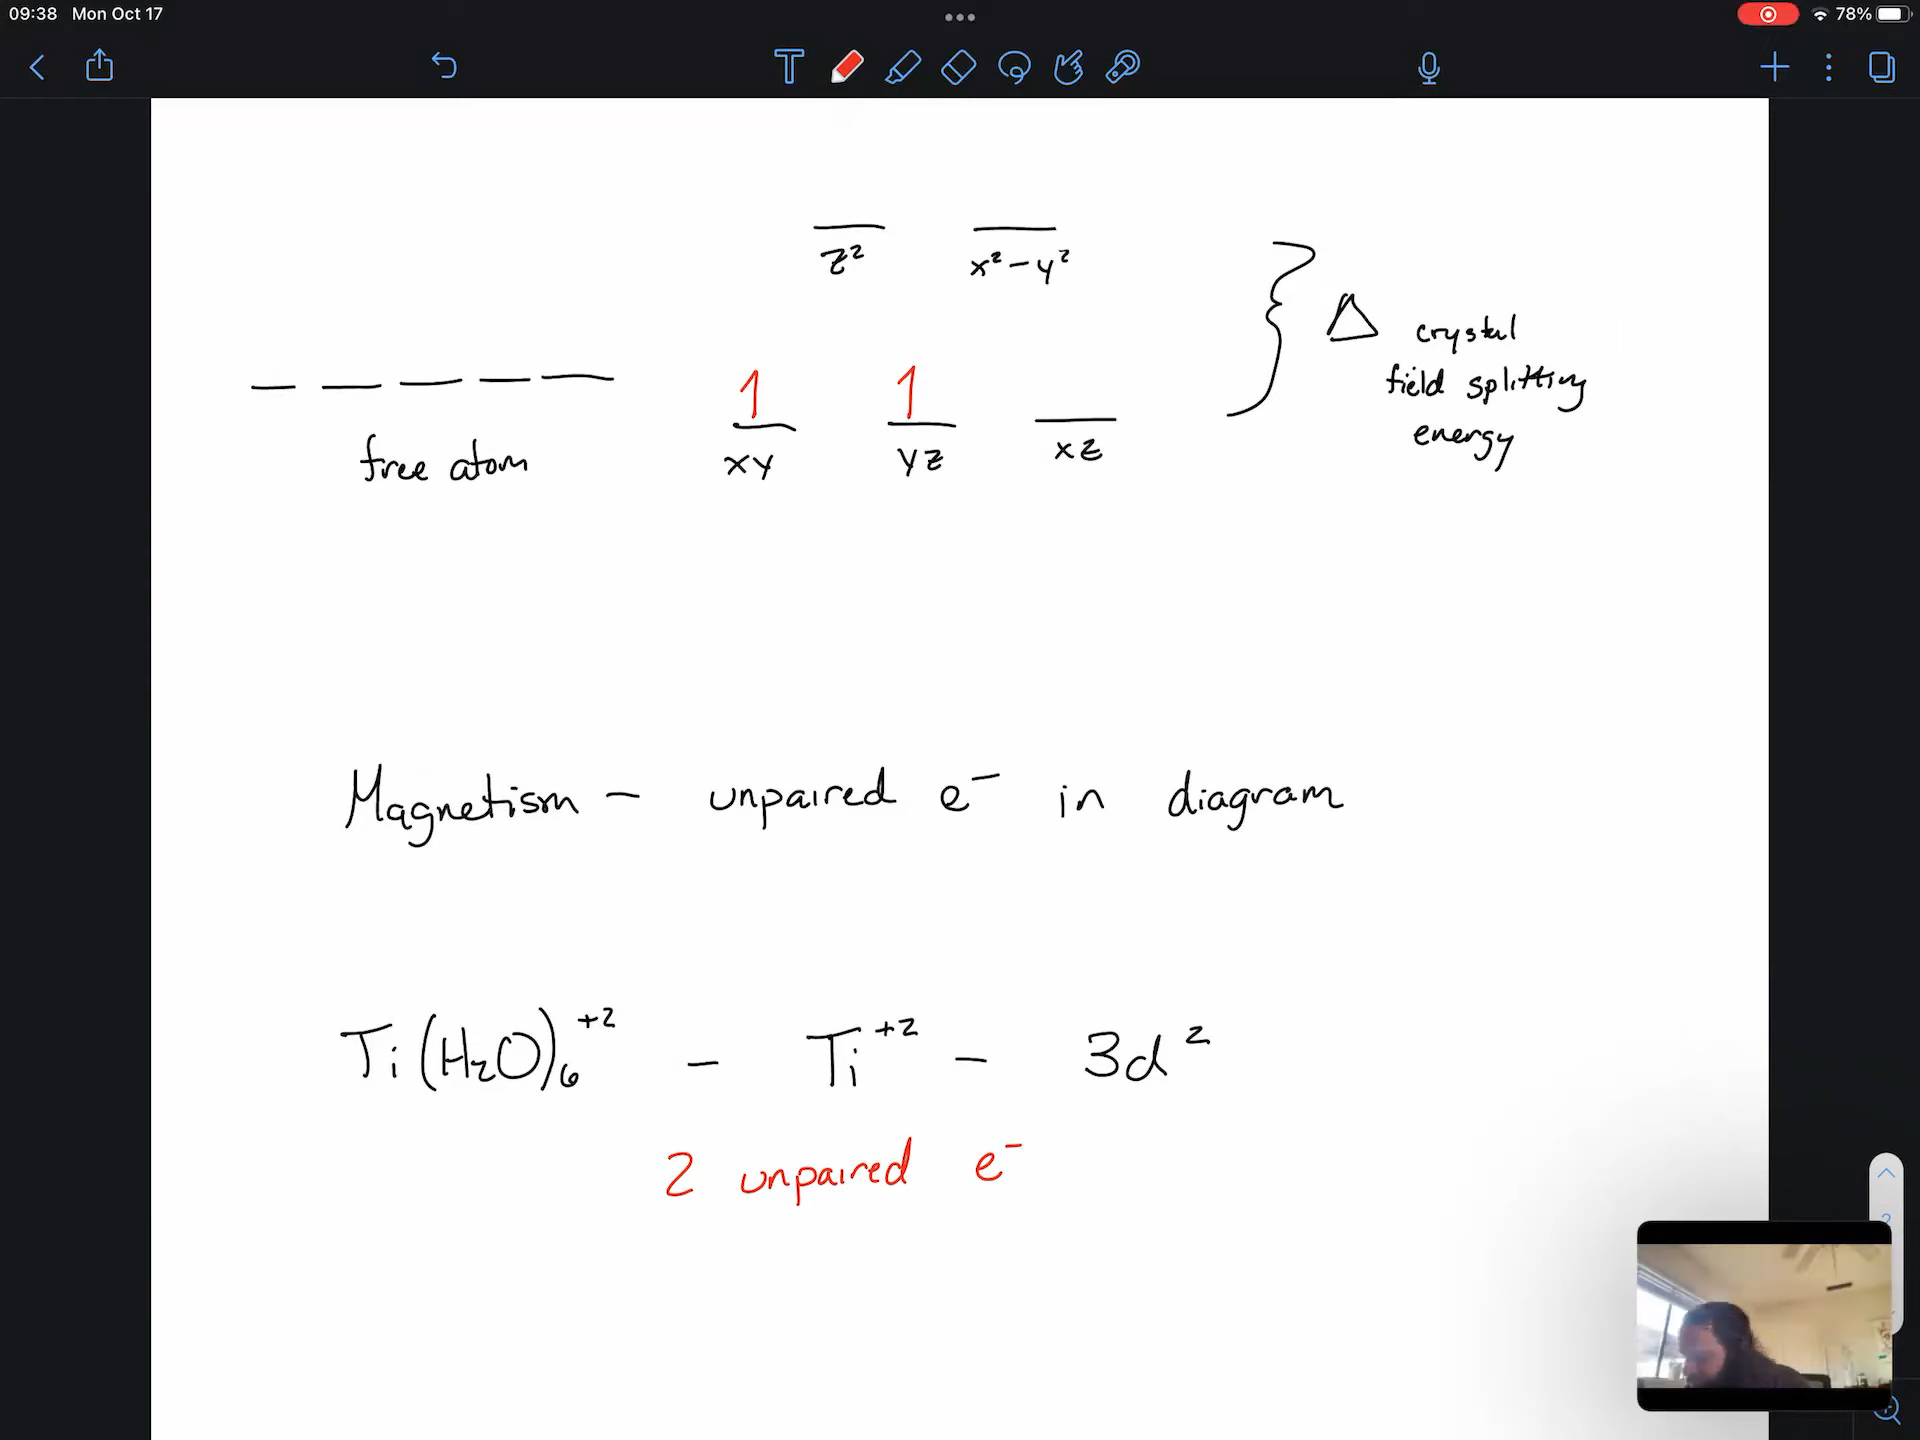 09:38 Mon Oct 17
78%
z² x²-y²
Δ crystal
field splitting
energy
1 1
xy yz xz
free atom
Magnetism - unpaired e⁻ in diagram
Ti(H₂O)₆⁺² - Ti⁺² - 3d²
2 unpaired e⁻
2